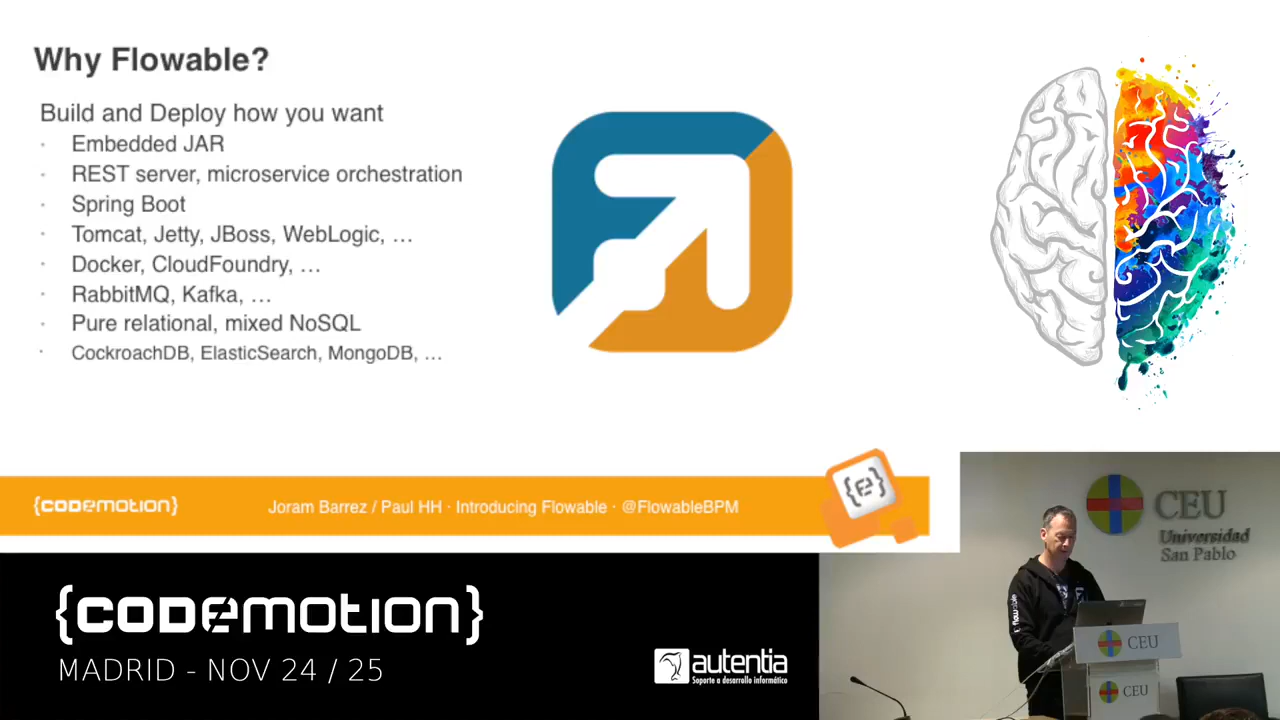 Why Flowable?
Build and Deploy how you want
· Embedded JAR
· REST server, microservice orchestration
· Spring Boot
· Tomcat, Jetty, JBoss, WebLogic, …
· Docker, CloudFoundry, …
· RabbitMQ, Kafka, …
· Pure relational, mixed NoSQL
· CockroachDB, ElasticSearch, MongoDB, …
{codemotion}
Joram Barrez / Paul HH · Introducing Flowable · @FlowableBPM
{e}
CEU
Universidad
San Pablo
flowable
CEU
CEU
{codemotion}
MADRID - NOV 24 / 25
autentia
Soporte a desarrollo informático